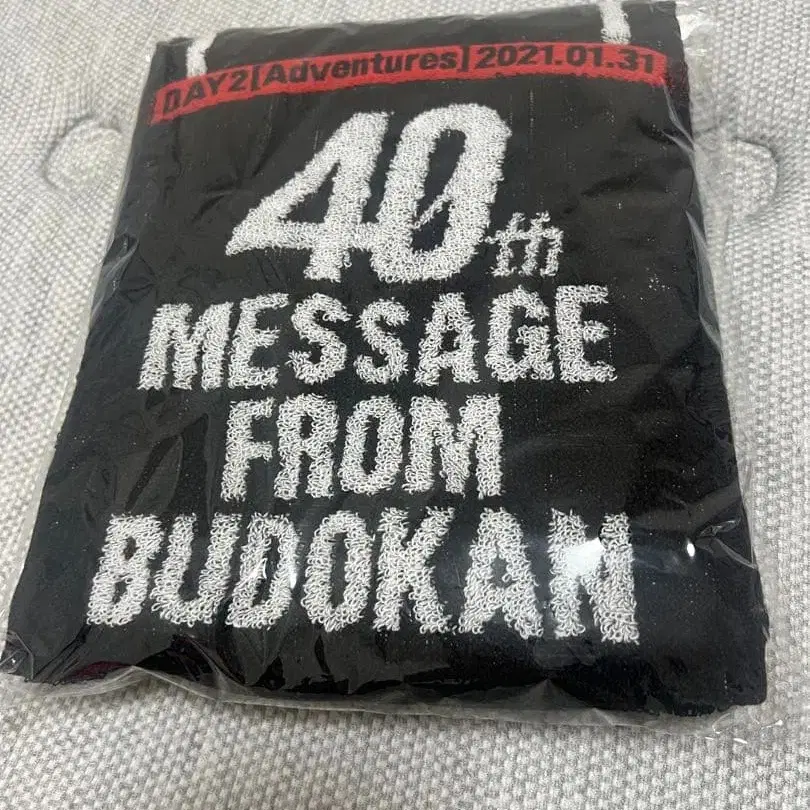 DAY2[Adventures] 2021.01.31
40th
MESSAGE
FROM
BUDOKAN